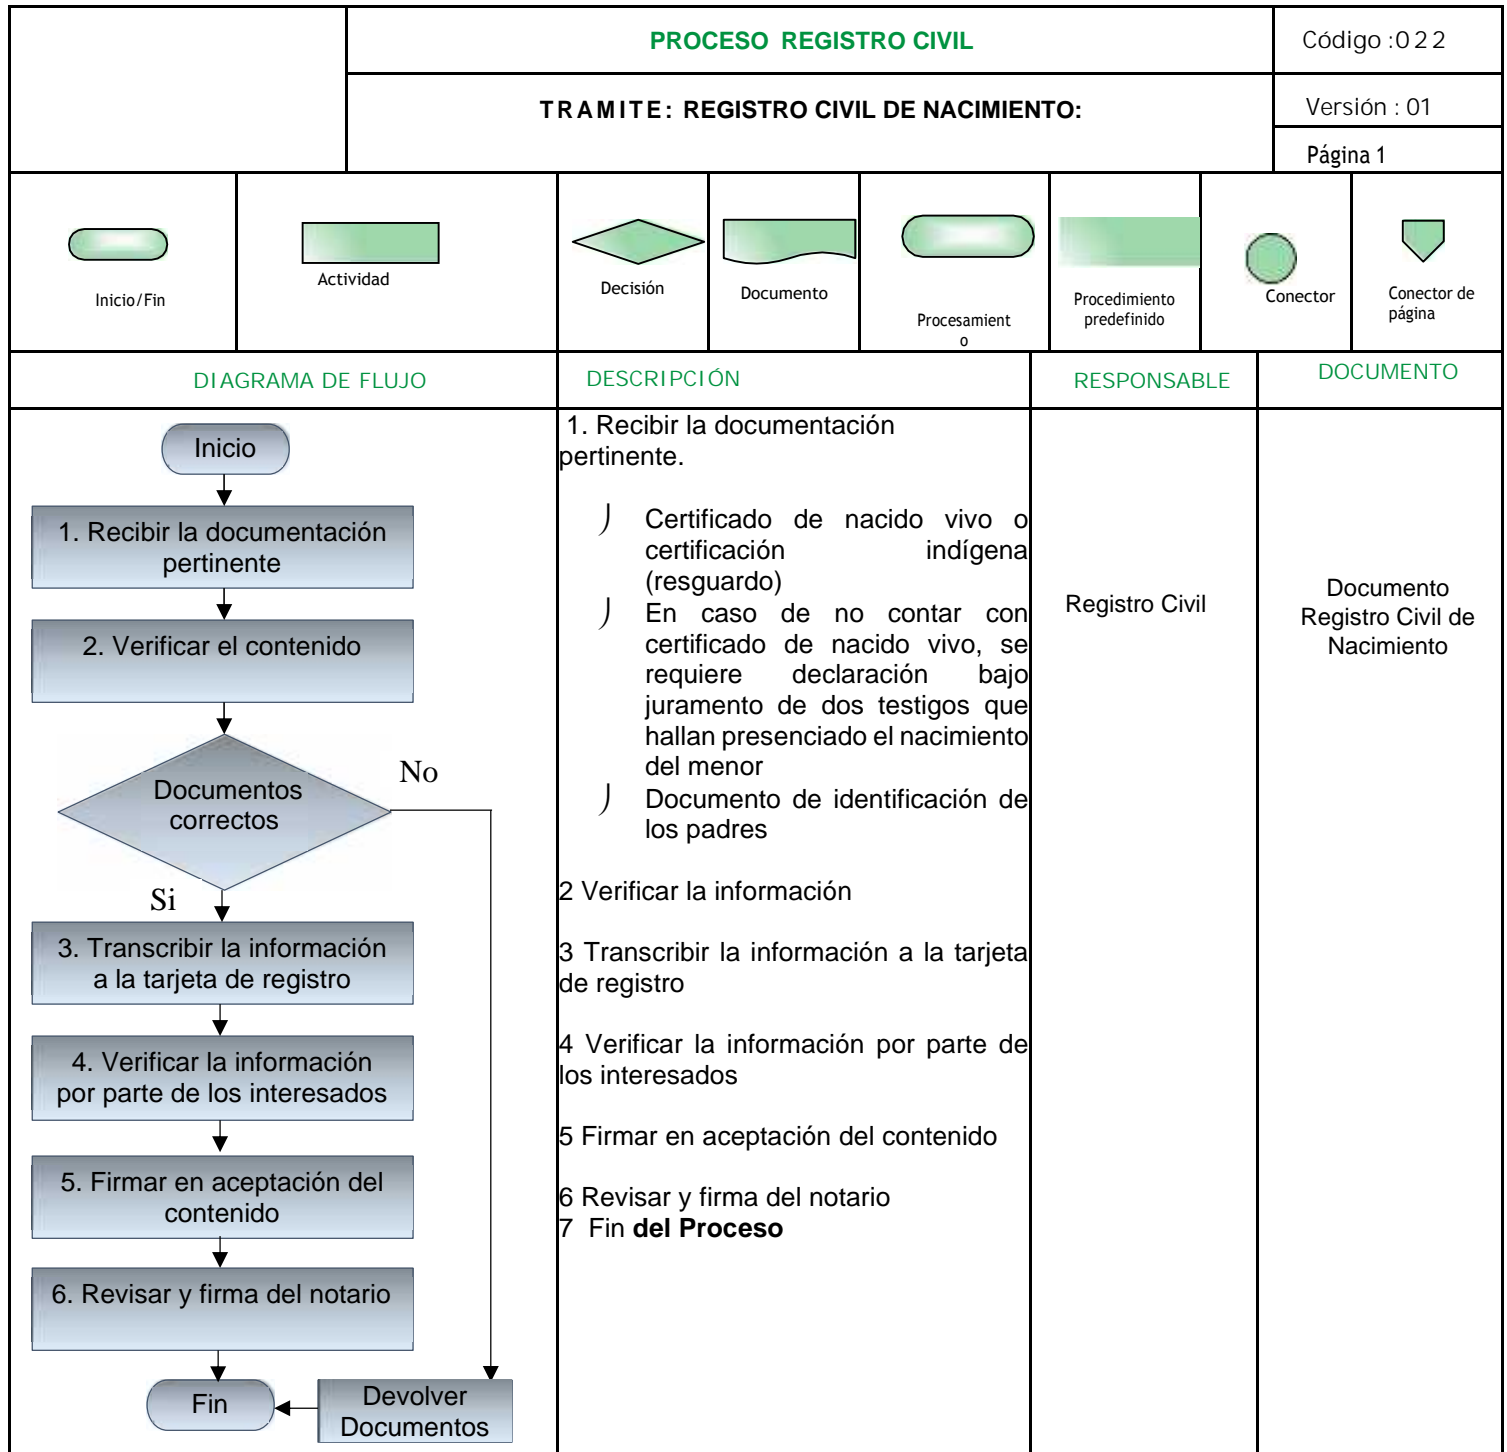 PROCESO REGISTRO CIVIL
Código :022
TRAMITE: REGISTRO CIVIL DE NACIMIENTO:
Versión : 01
Página 1
Inicio/Fin
Actividad
Decisión
Documento
Procesamient
o
Procedimiento
predefinido
Conector
Conector de
página
DIAGRAMA DE FLUJO
DESCRIPCIÓN
RESPONSABLE
DOCUMENTO
Inicio
1. Recibir la documentación
pertinente
2. Verificar el contenido
Documentos
correctos
No
Si
3. Transcribir la información
a la tarjeta de registro
4. Verificar la información
por parte de los interesados
5. Firmar en aceptación del
contenido
6. Revisar y firma del notario
Fin
Devolver
Documentos
1. Recibir la documentación
pertinente.
Certificado de nacido vivo o
certificación indígena
(resguardo)
En caso de no contar con
certificado de nacido vivo, se
requiere declaración bajo
juramento de dos testigos que
hallan presenciado el nacimiento
del menor
Documento de identificación de
los padres
2 Verificar la información
3 Transcribir la información a la tarjeta
de registro
4 Verificar la información por parte de
los interesados
5 Firmar en aceptación del contenido
6 Revisar y firma del notario
7 Fin del Proceso
Registro Civil
Documento
Registro Civil de
Nacimiento